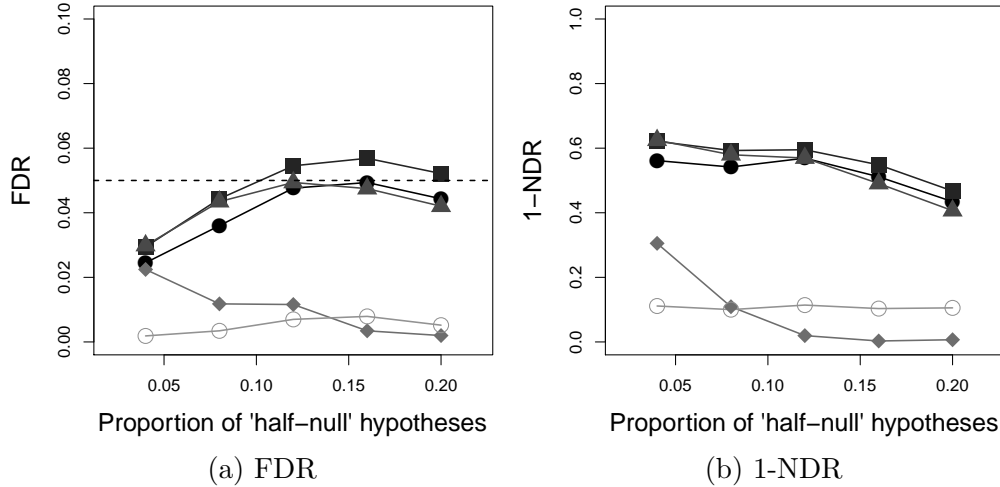 FDR
0.00 0.02 0.04 0.06 0.08 0.10
0.05 0.10 0.15 0.20
Proportion of 'half−null' hypotheses
(a) FDR
1−NDR
0.0 0.2 0.4 0.6 0.8 1.0
0.05 0.10 0.15 0.20
Proportion of 'half−null' hypotheses
(b) 1-NDR